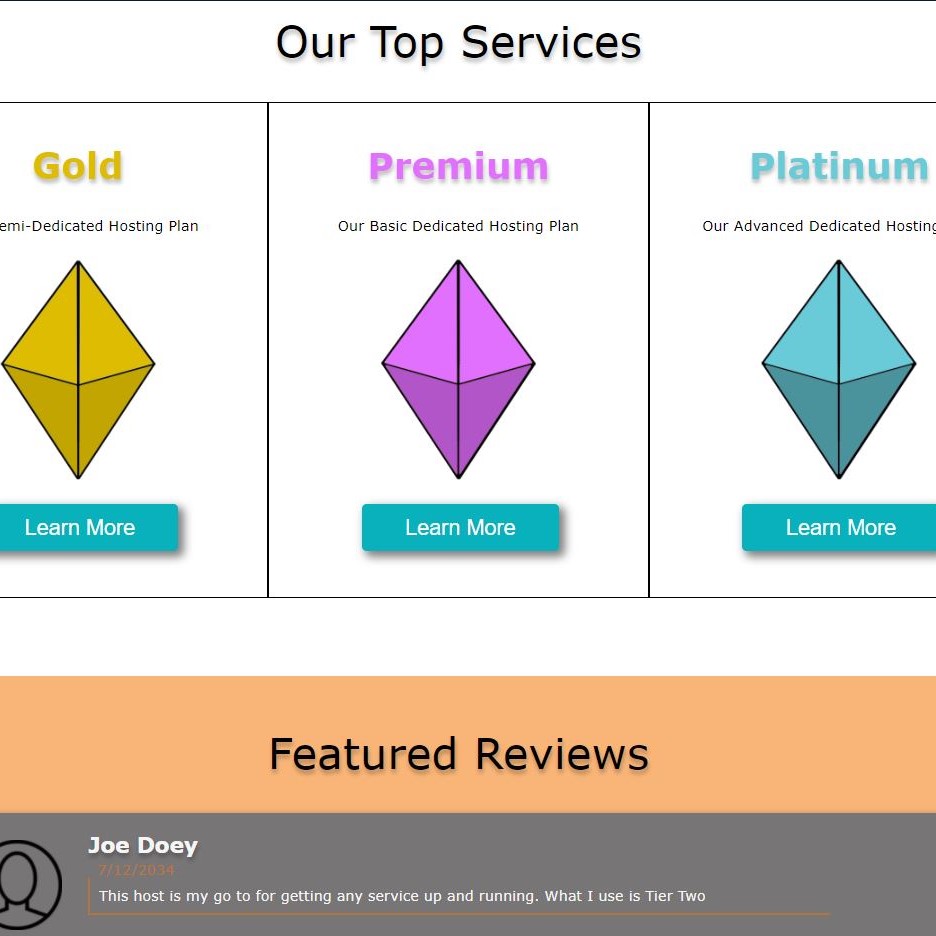 Our Top Services
Gold
Premium
Platinum
emi-Dedicated Hosting Plan
Our Basic Dedicated Hosting Plan
Our Advanced Dedicated Hosting
Learn More
Learn More
Learn More
Featured Reviews
Joe Doey
7/12/2034
This host is my go to for getting any service up and running. What I use is Tier Two